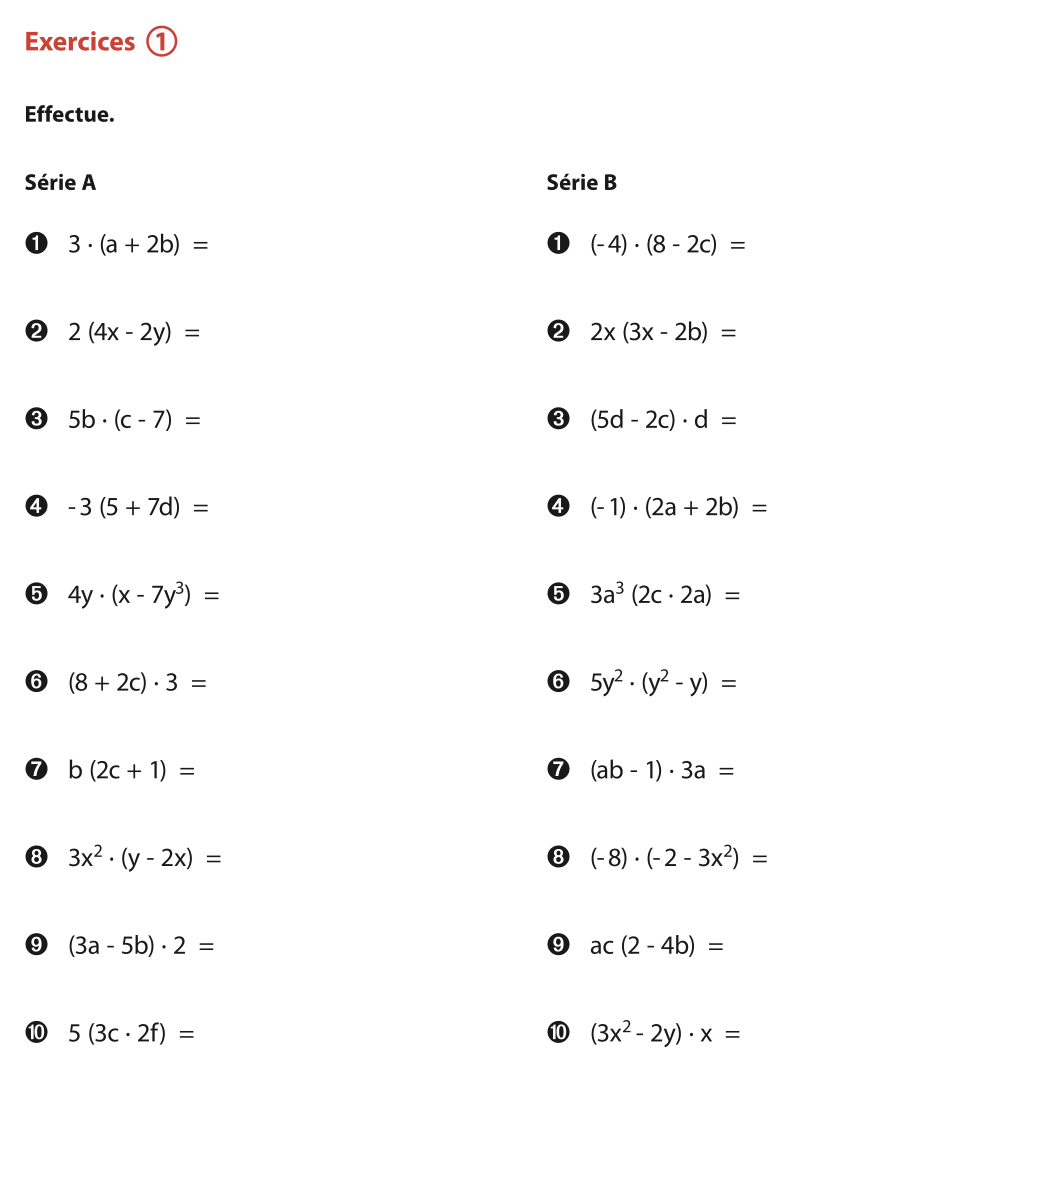 Exercices ①
Effectue.
Série A
❶ 3 · (a + 2b) =
❷ 2 (4x - 2y) =
❸ 5b · (c - 7) =
❹ - 3 (5 + 7d) =
❺ 4y · (x - 7y³) =
❻ (8 + 2c) · 3 =
❼ b (2c + 1) =
❽ 3x² · (y - 2x) =
❾ (3a - 5b) · 2 =
❿ 5 (3c · 2f) =
Série B
❶ (- 4) · (8 - 2c) =
❷ 2x (3x - 2b) =
❸ (5d - 2c) · d =
❹ (- 1) · (2a + 2b) =
❺ 3a³ (2c · 2a) =
❻ 5y² · (y² - y) =
❼ (ab - 1) · 3a =
❽ (- 8) · (- 2 - 3x²) =
❾ ac (2 - 4b) =
❿ (3x² - 2y) · x =